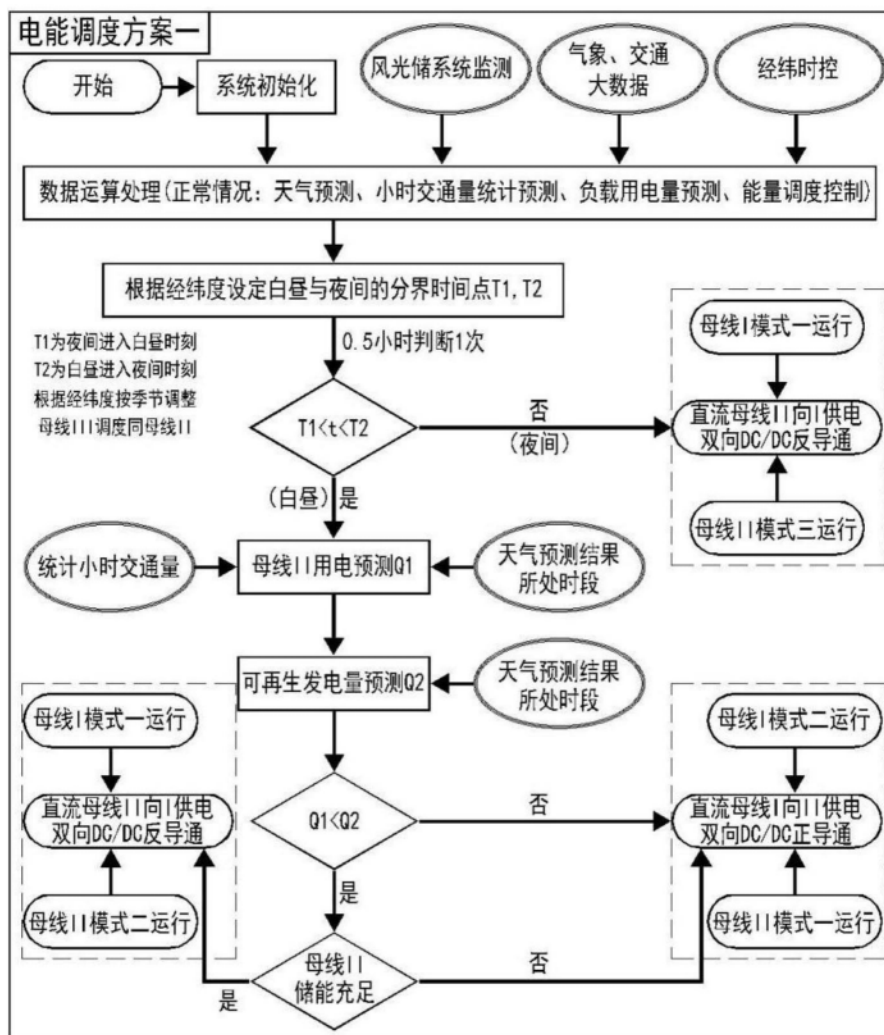 电能调度方案一
开始
系统初始化
风光储系统监测
气象、交通
大数据
经纬时控
数据运算处理(正常情况：天气预测、小时交通量统计预测、负载用电量预测、能量调度控制)
根据经纬度设定白昼与夜间的分界时间点T1,T2
T1为夜间进入白昼时刻
T2为白昼进入夜间时刻
根据经纬度按季节调整
母线III调度同母线II
0.5小时判断1次
T1<t<T2
否
(夜间)
母线I模式一运行
直流母线II向I供电
双向DC/DC反导通
母线II模式三运行
(白昼)是
统计小时交通量
母线II用电预测Q1
天气预测结果
所处时段
可再生发电量预测Q2
天气预测结果
所处时段
母线I模式一运行
直流母线II向I供电
双向DC/DC反导通
母线II模式二运行
Q1<Q2
否
是
母线I模式二运行
直流母线I向II供电
双向DC/DC正导通
母线II模式一运行
母线II
储能充足
是
否